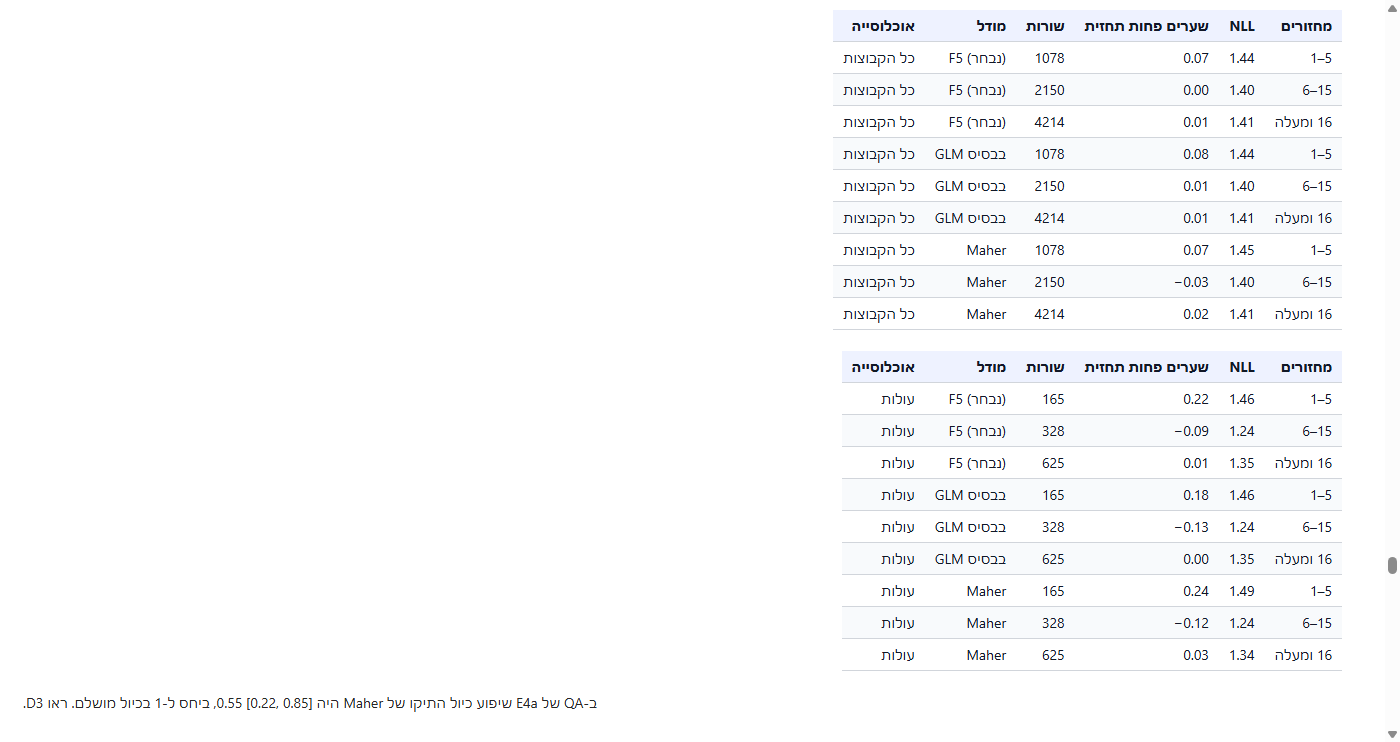 מחזורים NLL שערים פחות תחזית שורות מודל אוכלוסייה
1–5 1.44 0.07 1078 F5 (נבחר) כל הקבוצות
6–15 1.40 0.00 2150 F5 (נבחר) כל הקבוצות
16 ומעלה 1.41 0.01 4214 F5 (נבחר) כל הקבוצות
1–5 1.44 0.08 1078 בבסיס GLM כל הקבוצות
6–15 1.40 0.01 2150 בבסיס GLM כל הקבוצות
16 ומעלה 1.41 0.01 4214 בבסיס GLM כל הקבוצות
1–5 1.45 0.07 1078 Maher כל הקבוצות
6–15 1.40 −0.03 2150 Maher כל הקבוצות
16 ומעלה 1.41 0.02 4214 Maher כל הקבוצות
מחזורים NLL שערים פחות תחזית שורות מודל אוכלוסייה
1–5 1.46 0.22 165 F5 (נבחר) עולות
6–15 1.24 −0.09 328 F5 (נבחר) עולות
16 ומעלה 1.35 0.01 625 F5 (נבחר) עולות
1–5 1.46 0.18 165 בבסיס GLM עולות
6–15 1.24 −0.13 328 בבסיס GLM עולות
16 ומעלה 1.35 0.00 625 בבסיס GLM עולות
1–5 1.49 0.24 165 Maher עולות
6–15 1.24 −0.12 328 Maher עולות
16 ומעלה 1.34 0.03 625 Maher עולות
ב-QA של E4a שיפוע כיול התיקו של Maher היה 0.55 [0.22, 0.85], ביחס ל-1 בכיול מושלם. ראו D3.